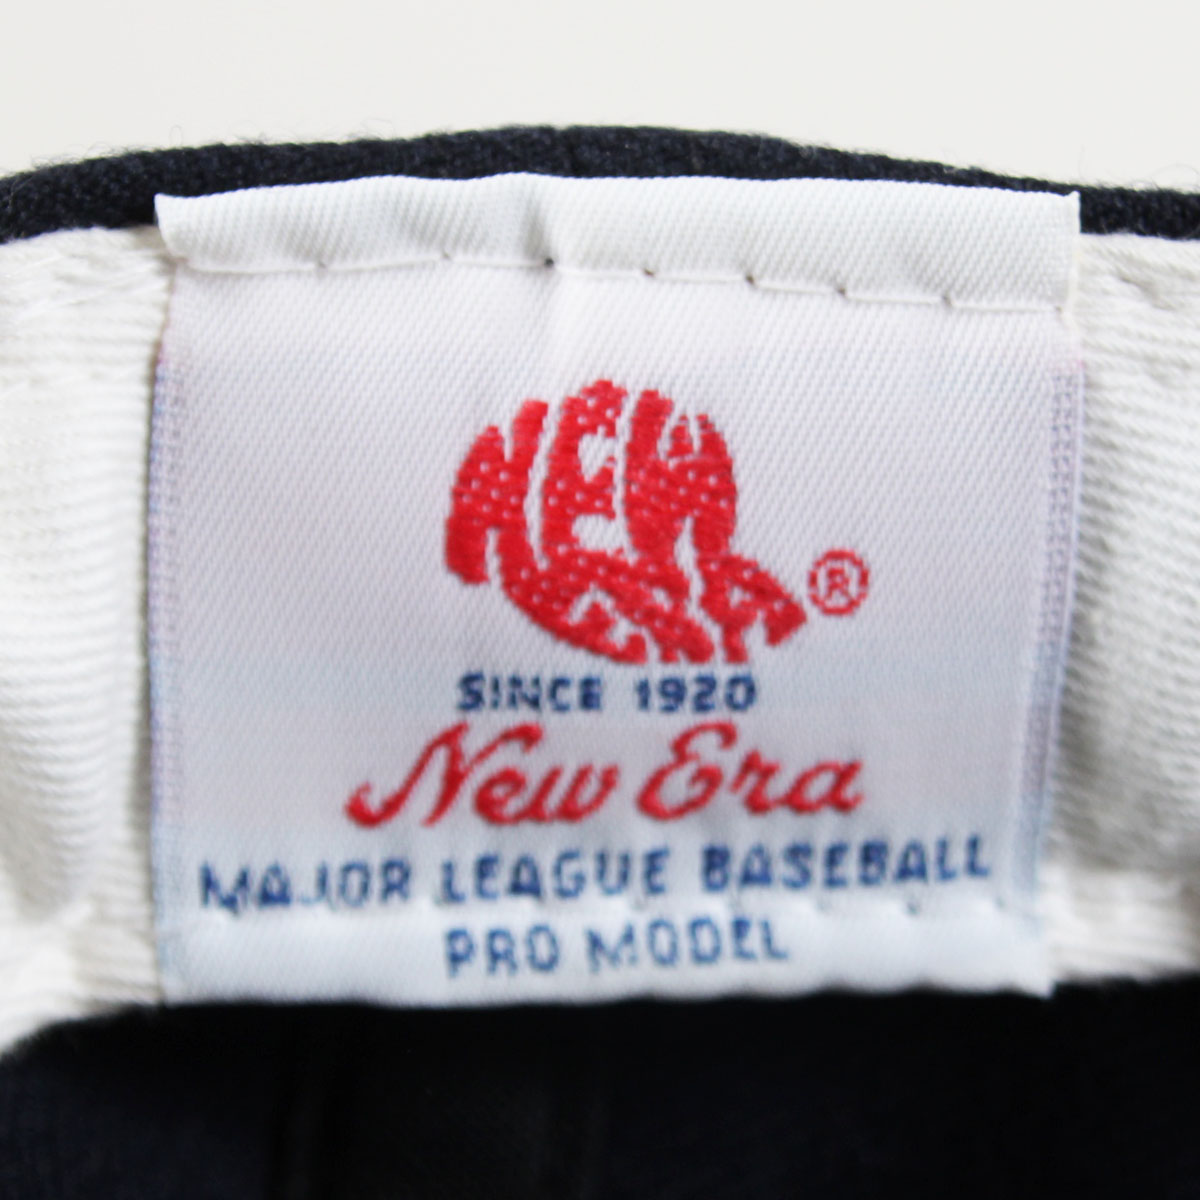 NEW
ERA ®
SINCE 1920
New Era
MAJOR LEAGUE BASEBALL
PRO MODEL